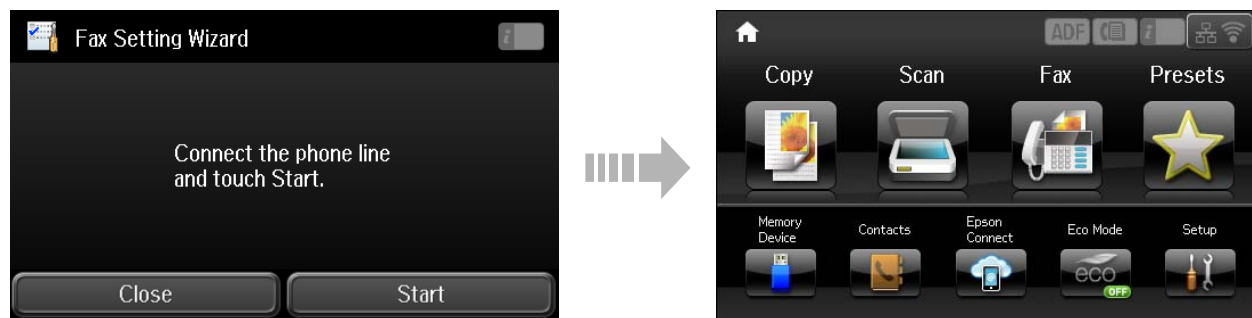 Fax Setting Wizard
i
Connect the phone line
and touch Start.
Close
Start
ADF
i
Copy
Scan
Fax
Presets
Memory
Device
Contacts
Epson
Connect
Eco Mode
Setup
eco
OFF